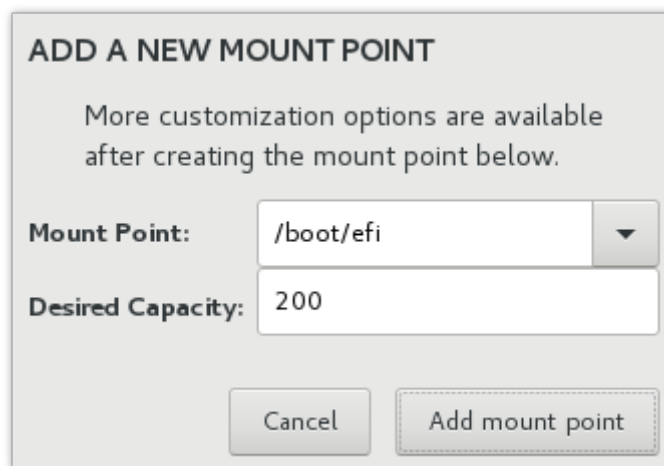 ADD A NEW MOUNT POINT
More customization options are available
after creating the mount point below.
Mount Point: /boot/efi
Desired Capacity: 200
Cancel Add mount point